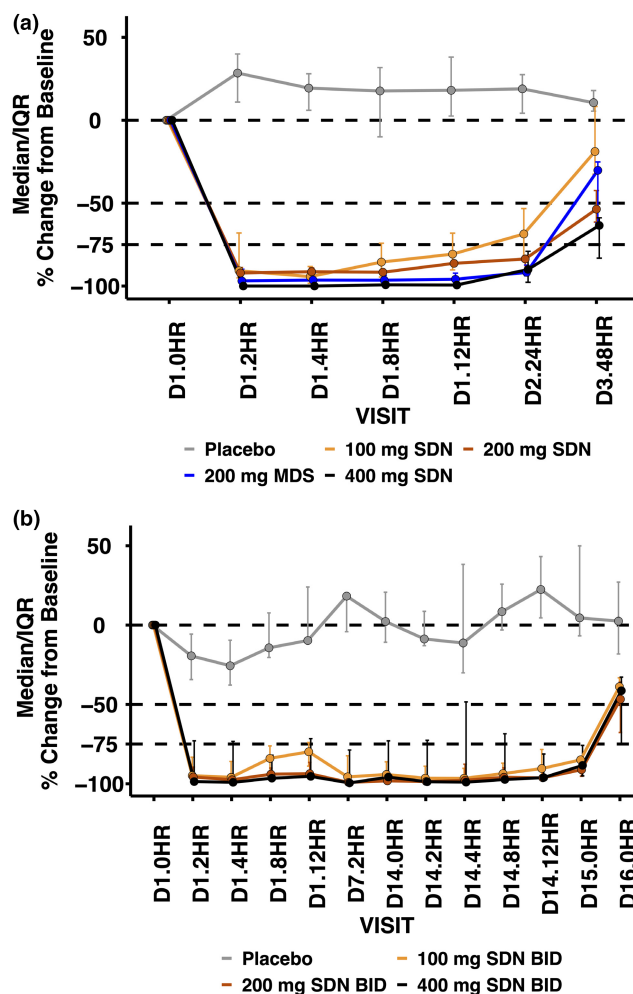 (a)
Median/IQR
% Change from Baseline
50
0
−50
−75
−100
D1.0HR
D1.2HR
D1.4HR
D1.8HR
D1.12HR
D2.24HR
D3.48HR
VISIT
Placebo 100 mg SDN 200 mg SDN
200 mg MDS 400 mg SDN
(b)
Median/IQR
% Change from Baseline
50
0
−50
−75
−100
D1.0HR
D1.2HR
D1.4HR
D1.8HR
D1.12HR
D7.2HR
D14.0HR
D14.2HR
D14.4HR
D14.8HR
D14.12HR
D15.0HR
D16.0HR
VISIT
Placebo 100 mg SDN BID
200 mg SDN BID 400 mg SDN BID